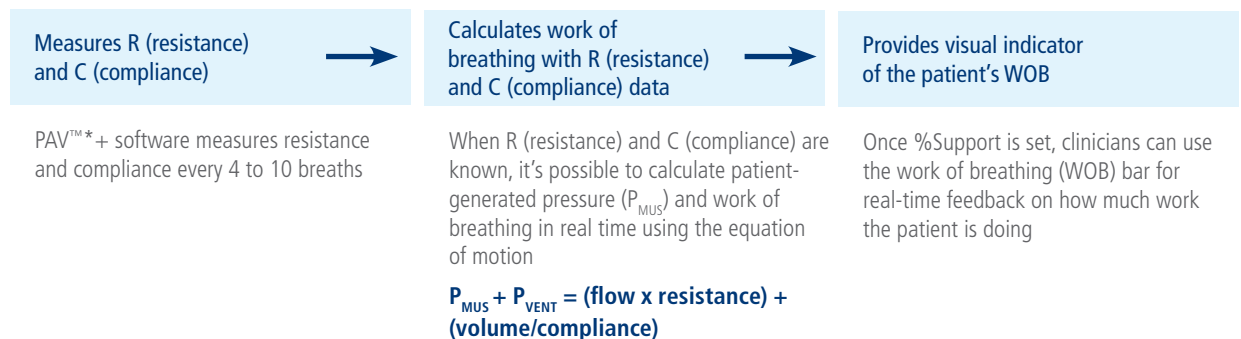 Measures R (resistance)
and C (compliance)
Calculates work of
breathing with R (resistance)
and C (compliance) data
Provides visual indicator
of the patient’s WOB
PAV™*+ software measures resistance
and compliance every 4 to 10 breaths
When R (resistance) and C (compliance) are
known, it’s possible to calculate patient-
generated pressure (PMUS) and work of
breathing in real time using the equation
of motion
PMUS + PVENT = (flow x resistance) +
(volume/compliance)
Once %Support is set, clinicians can use
the work of breathing (WOB) bar for
real-time feedback on how much work
the patient is doing